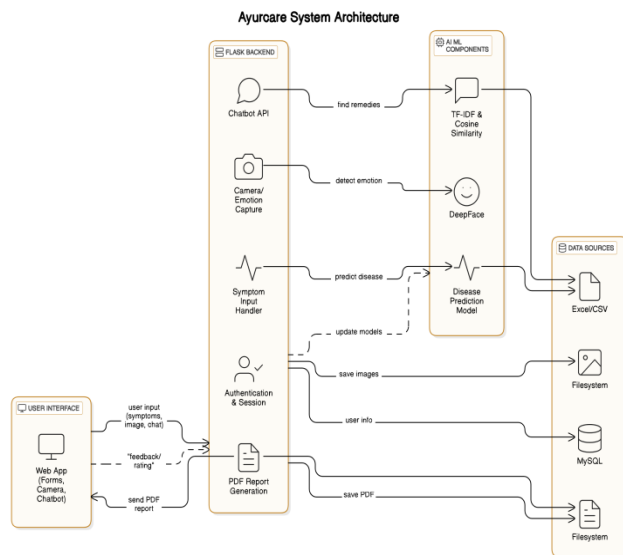 Ayurcare System Architecture
FLASK BACKEND
Chatbot API
Camera/
Emotion
Capture
Symptom
Input
Handler
Authentication
& Session
PDF Report
Generation
AI ML
COMPONENTS
TF-IDF &
Cosine
Similarity
DeepFace
Disease
Prediction
Model
DATA SOURCES
Excel/CSV
Filesystem
MySQL
Filesystem
USER INTERFACE
Web App
(Forms,
Camera,
Chatbot)
find remedies
detect emotion
predict disease
update models
save images
user info
save PDF
user input
(symptoms,
image, chat)
"feedback/
rating"
send PDF
report